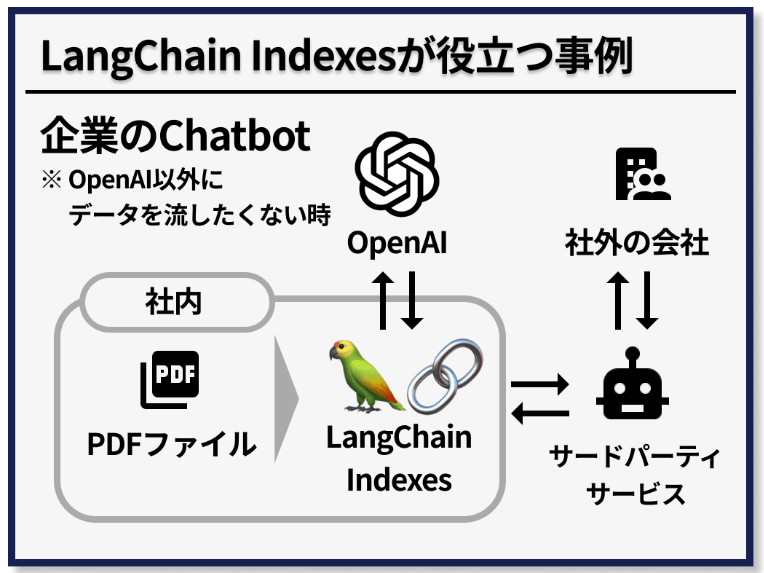 LangChain Indexesが役立つ事例
企業のChatbot
※ OpenAI以外に
データを流したくない時
OpenAI
社外の会社
社内
PDF
PDFファイル
LangChain
Indexes
サードパーティ
サービス